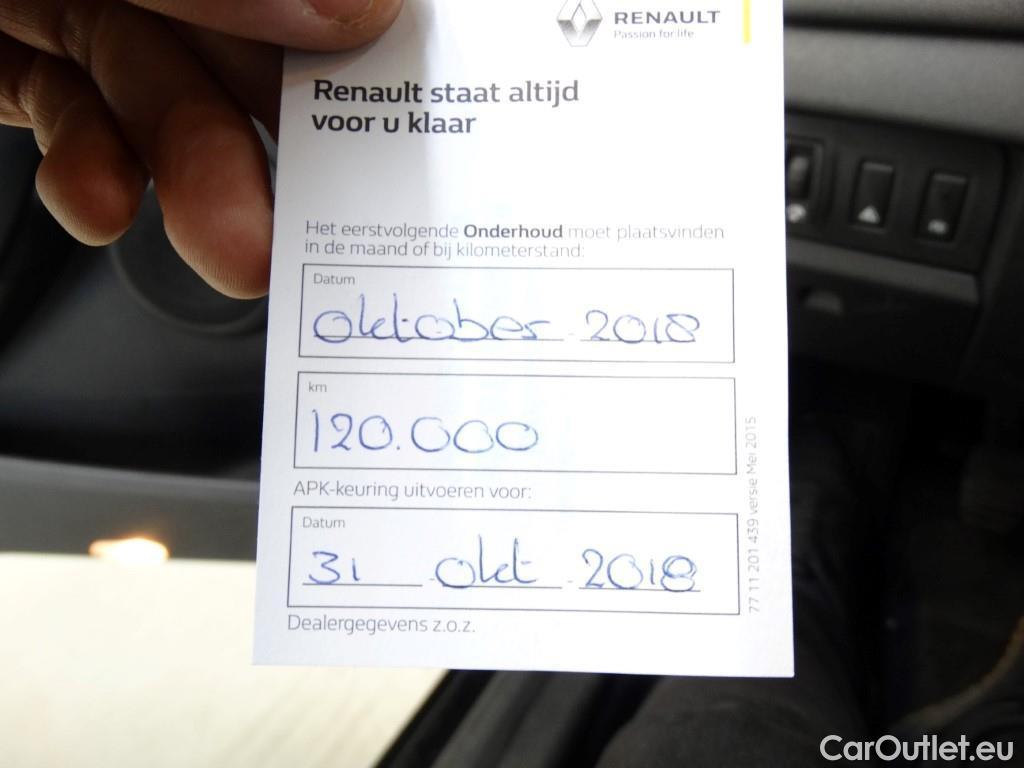 RENAULT
Passion for life
Renault staat altijd
voor u klaar
Het eerstvolgende Onderhoud moet plaatsvinden
in de maand of bij kilometerstand:
Datum
oktober 2018
km
120.000
APK-keuring uitvoeren voor:
Datum
31 okt 2018
Dealergegevens z.o.z.
77 11 201 439 versie Mei 2015
CarOutlet.eu